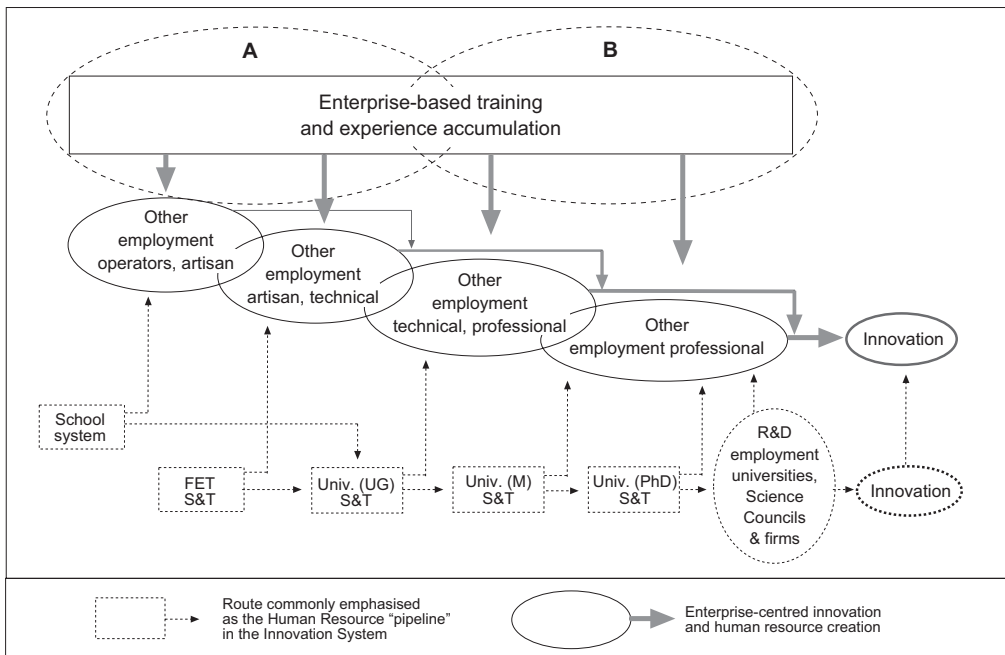 A
B
Enterprise-based training
and experience accumulation
Other
employment
operators, artisan
Other
employment
artisan, technical
Other
employment
technical, professional
Other
employment professional
Innovation
School
system
FET
S&T
Univ. (UG)
S&T
Univ. (M)
S&T
Univ. (PhD)
S&T
R&D
employment
universities,
Science
Councils
& firms
Innovation
Route commonly emphasised
as the Human Resource “pipeline”
in the Innovation System
Enterprise-centred innovation
and human resource creation